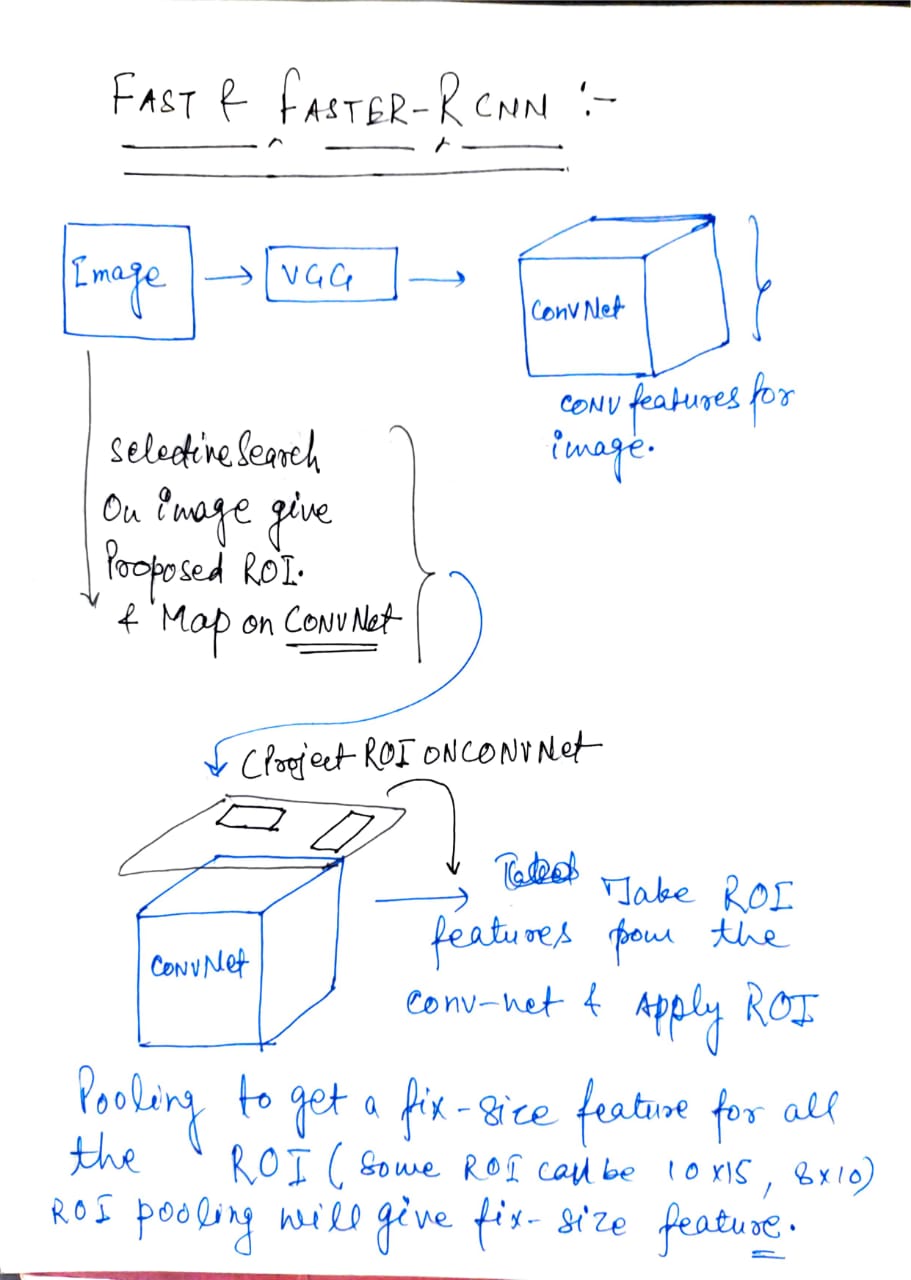 FAST & FASTER-RCNN :-
Image → VGG →
ConvNet
CONV features for
image.
Selective Search
On image give
Proposed ROI.
& Map on CONVNet
(Project ROI ON CONVNet
CONVNet
Take ROI
features from the
Conv-net & Apply ROI
Pooling to get a fix-size feature for all
the ROI (Some ROI can be 10x15, 8x10)
ROI pooling will give fix-size feature.